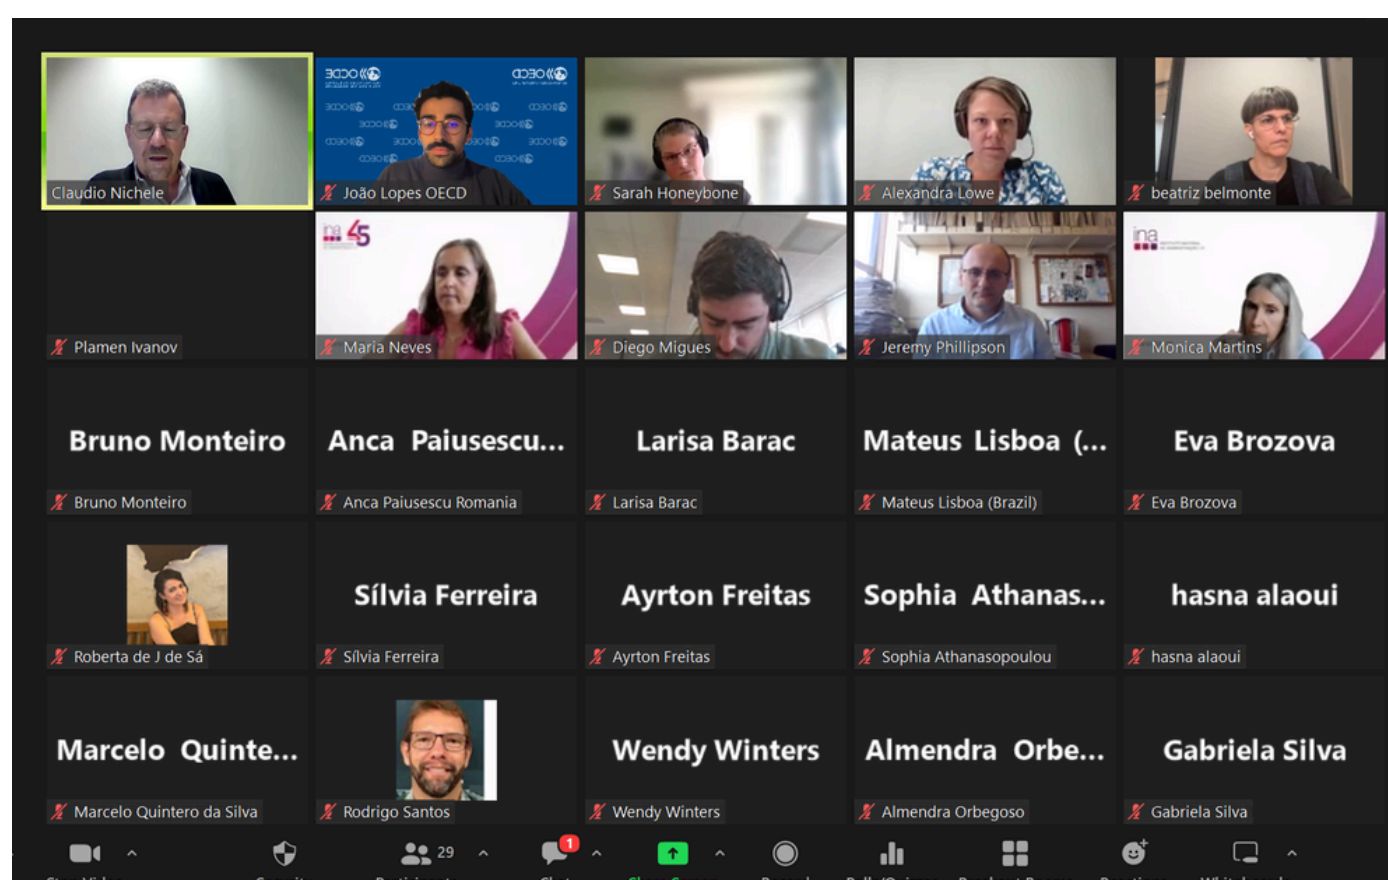 Claudio Nichele
João Lopes OECD
Sarah Honeybone
Alexandra Lowe
beatriz belmonte
Plamen Ivanov
ina 45
Maria Neves
Diego Migues
Jeremy Phillipson
ina
Monica Martins
Bruno Monteiro
Bruno Monteiro
Anca Paiusescu...
Anca Paiusescu Romania
Larisa Barac
Larisa Barac
Mateus Lisboa (...
Mateus Lisboa (Brazil)
Eva Brozova
Eva Brozova
Roberta de J de Sá
Sílvia Ferreira
Sílvia Ferreira
Ayrton Freitas
Ayrton Freitas
Sophia Athanas...
Sophia Athanasopoulou
hasna alaoui
hasna alaoui
Marcelo Quinte...
Marcelo Quintero da Silva
Rodrigo Santos
Wendy Winters
Wendy Winters
Almendra Orbe...
Almendra Orbegoso
Gabriela Silva
Gabriela Silva
29
1